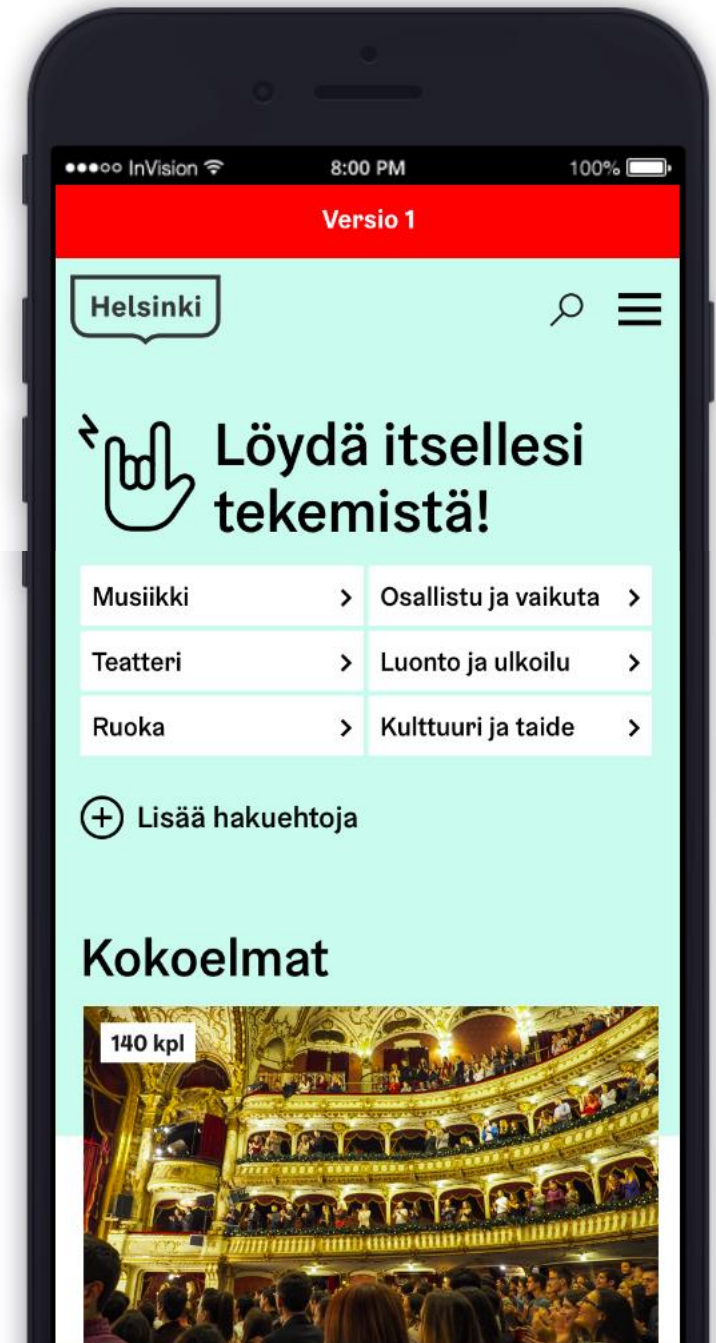 InVision 8:00 PM 100%
Versio 1
Helsinki
Löydä itsellesi
tekemistä!
Musiikki
Osallistu ja vaikuta
Teatteri
Luonto ja ulkoilu
Ruoka
Kulttuuri ja taide
Lisää hakuehtoja
Kokoelmat
140 kpl